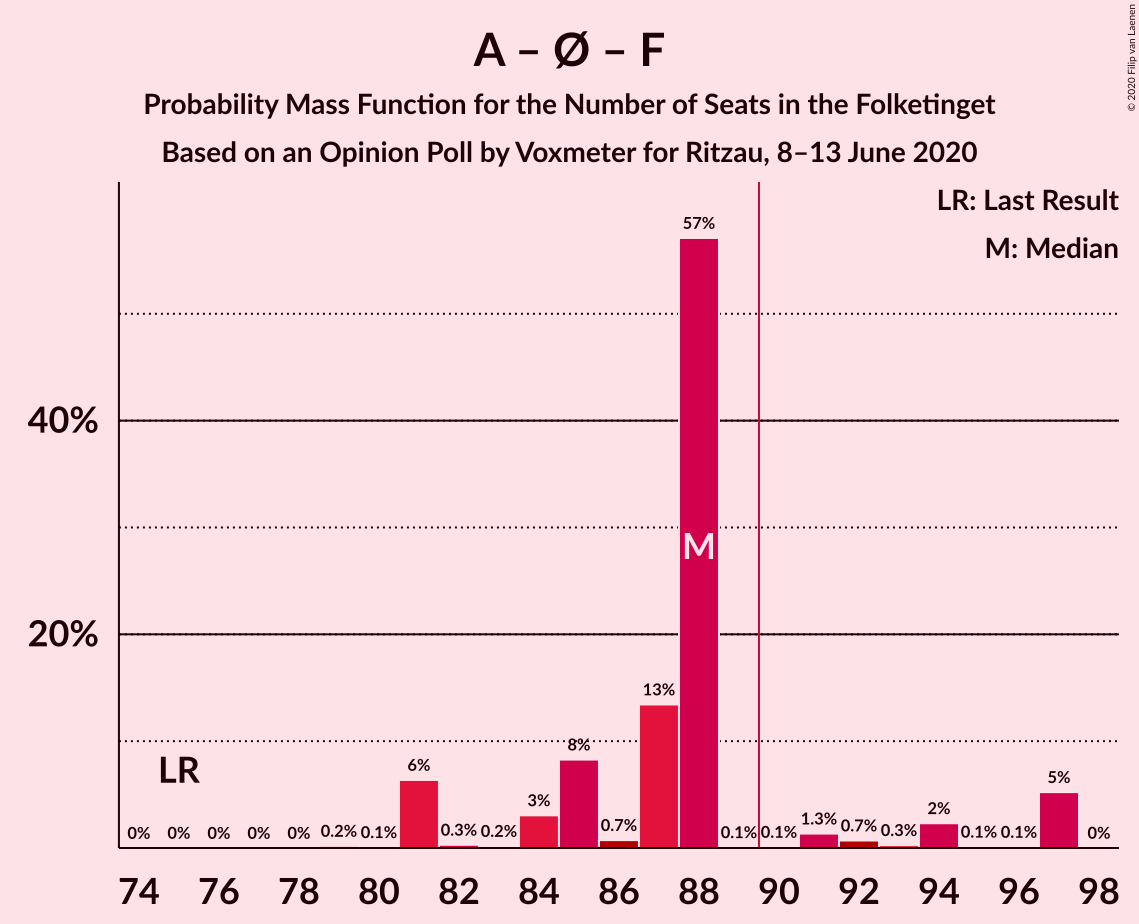 A – Ø – F
Probability Mass Function for the Number of Seats in the Folketinget
Based on an Opinion Poll by Voxmeter for Ritzau, 8–13 June 2020
© 2020 Filip van Laenen
LR: Last Result
M: Median
57%
40%
M
20%
13%
8%
LR
6%
5%
3%
2%
0% 0% 0% 0% 0% 0.2% 0.1% 0.3% 0.2% 0.7% 0.1% 0.1% 1.3% 0.7% 0.3% 0.1% 0.1% 0%
74 76 78 80 82 84 86 88 90 92 94 96 98